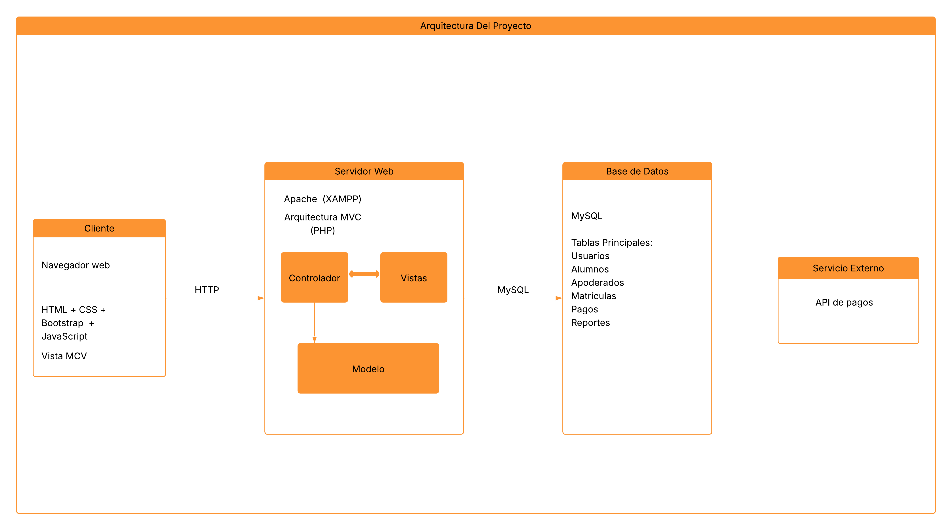 Arquitectura Del Proyecto
Cliente
Navegador web
HTML + CSS +
Bootstrap +
JavaScript
Vista MCV
HTTP
Servidor Web
Apache (XAMPP)
Arquitectura MVC
(PHP)
Controlador
Vistas
Modelo
MySQL
Base de Datos
MySQL
Tablas Principales:
Usuarios
Alumnos
Apoderados
Matrículas
Pagos
Reportes
Servicio Externo
API de pagos